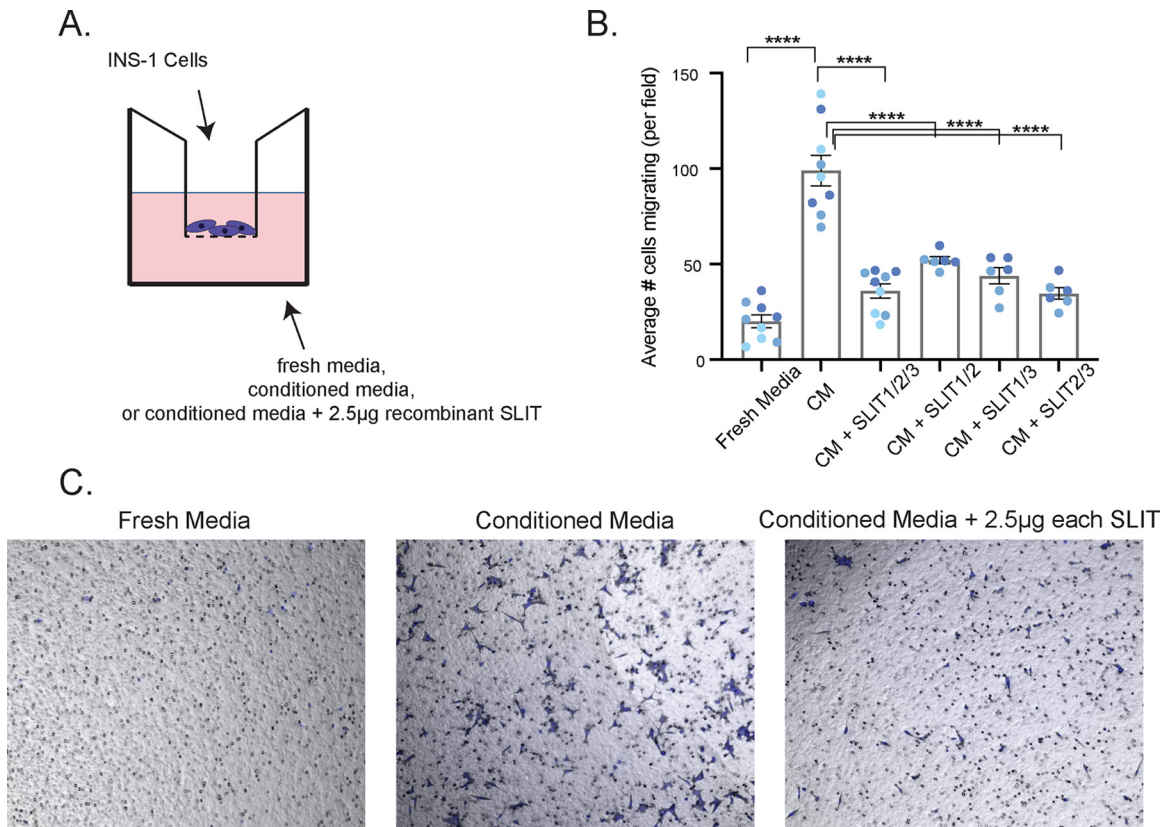 A.
INS-1 Cells
fresh media,
conditioned media,
or conditioned media + 2.5µg recombinant SLIT
B.
Average # cells migrating (per field)
150
100
50
0
****
****
****
****
****
Fresh Media
CM
CM + SLIT1/2/3
CM + SLIT1/2
CM + SLIT1/3
CM + SLIT2/3
C.
Fresh Media
Conditioned Media
Conditioned Media + 2.5µg each SLIT